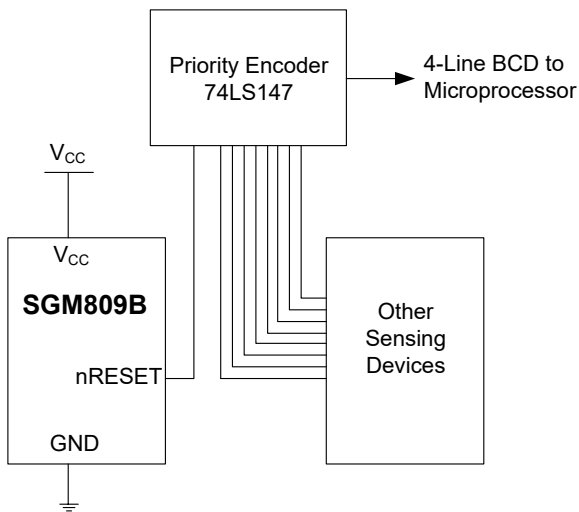 Priority Encoder
74LS147
4-Line BCD to
Microprocessor
VCC
VCC
SGM809B
nRESET
GND
Other
Sensing
Devices